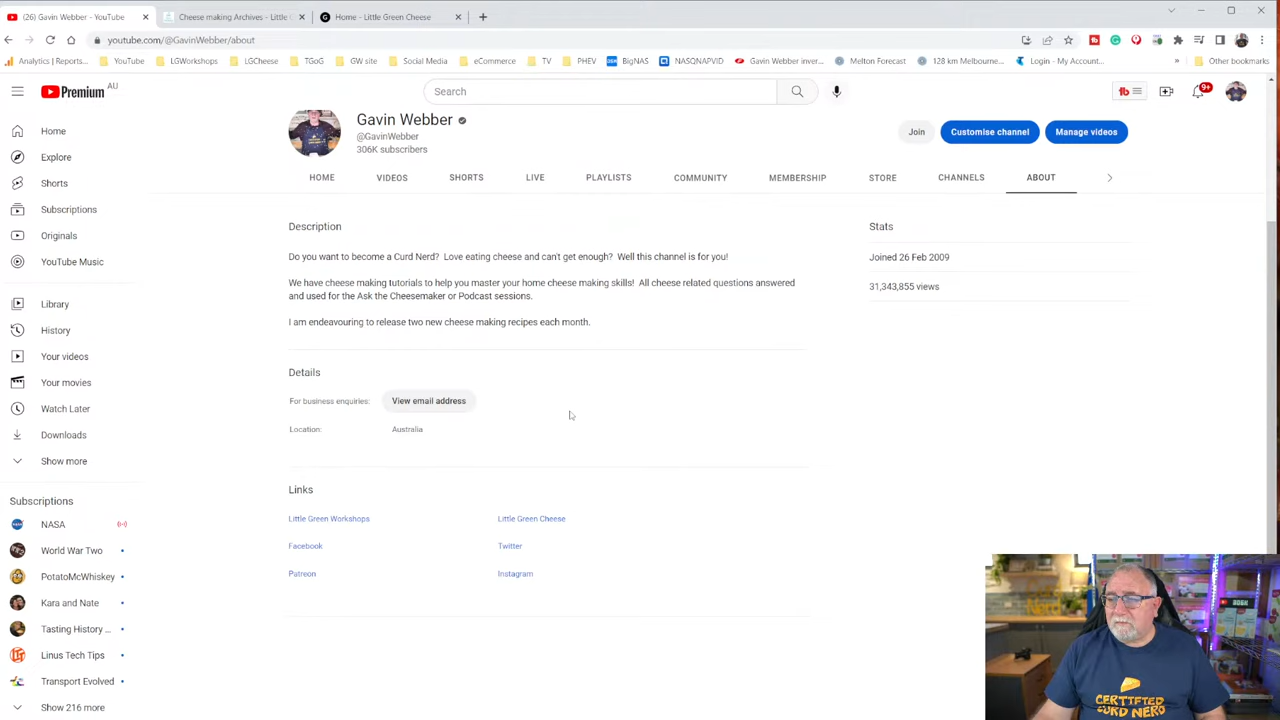 (26) Gavin Webber - YouTube
Cheese making Archives - Little G
Home - Little Green Cheese
youtube.com/@GavinWebber/about
Analytics | Reports...
YouTube
LGWorkshops
LGCheese
TGoG
GW site
Social Media
eCommerce
TV
PHEV
BigNAS
NASQNAPVID
Gavin Webber inver...
Melton Forecast
128 km Melbourne...
Login - My Account...
»
Other bookmarks
Premium AU
Search
9+
Home
Explore
Shorts
Subscriptions
Originals
YouTube Music
Library
History
Your videos
Your movies
Watch Later
Downloads
Show more
Subscriptions
NASA
World War Two
PotatoMcWhiskey
Kara and Nate
Tasting History ...
Linus Tech Tips
Transport Evolved
Show 216 more
Gavin Webber
@GavinWebber
306K subscribers
Join
Customise channel
Manage videos
HOME
VIDEOS
SHORTS
LIVE
PLAYLISTS
COMMUNITY
MEMBERSHIP
STORE
CHANNELS
ABOUT
Description
Do you want to become a Curd Nerd? Love eating cheese and can't get enough? Well this channel is for you!
We have cheese making tutorials to help you master your home cheese making skills! All cheese related questions answered
and used for the Ask the Cheesemaker or Podcast sessions.
I am endeavouring to release two new cheese making recipes each month.
Details
For business enquiries:
View email address
Location:
Australia
Links
Little Green Workshops
Little Green Cheese
Facebook
Twitter
Patreon
Instagram
Stats
Joined 26 Feb 2009
31,343,855 views
CERTIFIED
CURD NERD